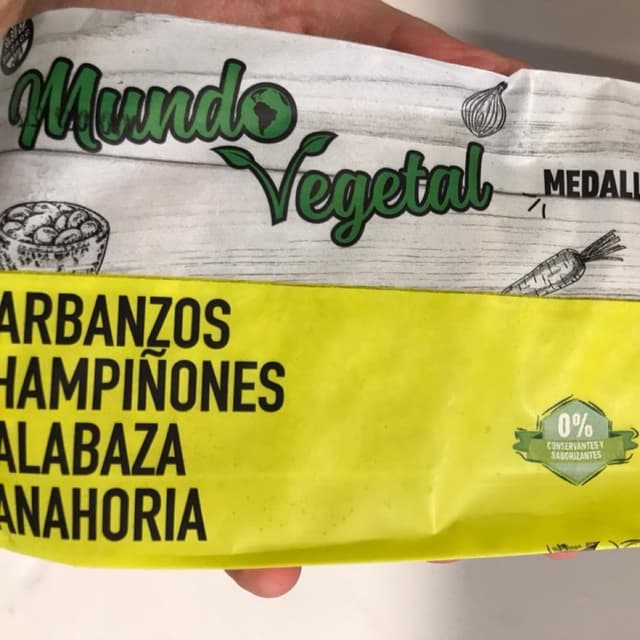 Mundo
Vegetal
MEDALL
ARBANZOS
HAMPIÑONES
ALABAZA
ANAHORIA
0%
CONSERVANTES Y
SABORIZANTES